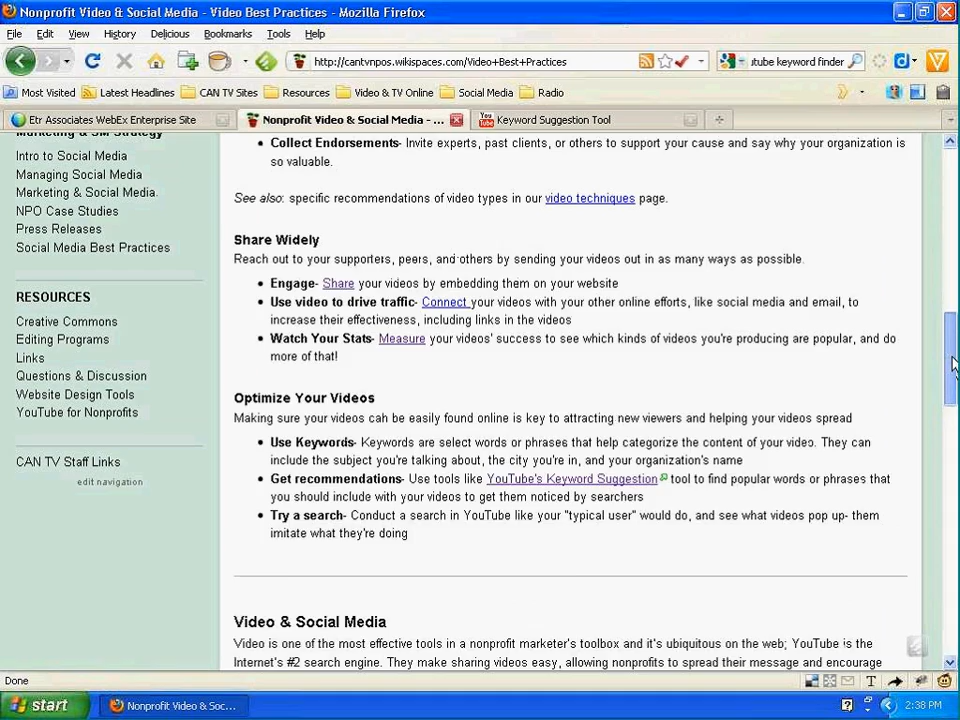 Nonprofit Video & Social Media - Video Best Practices - Mozilla Firefox
File Edit View History Delicious Bookmarks Tools Help
http://cantvnpos.wikispaces.com/Video+Best+Practices
utube keyword finder
Most Visited Latest Headlines CAN TV Sites Resources Video & TV Online Social Media Radio
Etr Associates WebEx Enterprise Site
Nonprofit Video & Social Media - ...
You Tube Keyword Suggestion Tool
Marketing & SM Strategy
Intro to Social Media
Managing Social Media
Marketing & Social Media
NPO Case Studies
Press Releases
Social Media Best Practices
RESOURCES
Creative Commons
Editing Programs
Links
Questions & Discussion
Website Design Tools
YouTube for Nonprofits
CAN TV Staff Links
edit navigation
• Collect Endorsements- Invite experts, past clients, or others to support your cause and say why your organization is
so valuable.
See also: specific recommendations of video types in our video techniques page.
Share Widely
Reach out to your supporters, peers, and others by sending your videos out in as many ways as possible.
• Engage- Share your videos by embedding them on your website
• Use video to drive traffic- Connect your videos with your other online efforts, like social media and email, to
increase their effectiveness, including links in the videos
• Watch Your Stats- Measure your videos' success to see which kinds of videos you're producing are popular, and do
more of that!
Optimize Your Videos
Making sure your videos can be easily found online is key to attracting new viewers and helping your videos spread
• Use Keywords- Keywords are select words or phrases that help categorize the content of your video. They can
include the subject you're talking about, the city you're in, and your organization's name
• Get recommendations- Use tools like YouTube's Keyword Suggestion tool to find popular words or phrases that
you should include with your videos to get them noticed by searchers
• Try a search- Conduct a search in YouTube like your "typical user" would do, and see what videos pop up- them
imitate what they're doing
Video & Social Media
Video is one of the most effective tools in a nonprofit marketer's toolbox and it's ubiquitous on the web; YouTube is the
Internet's #2 search engine. They make sharing videos easy, allowing nonprofits to spread their message and encourage
Done
start Nonprofit Video & Soc... 2:38 PM